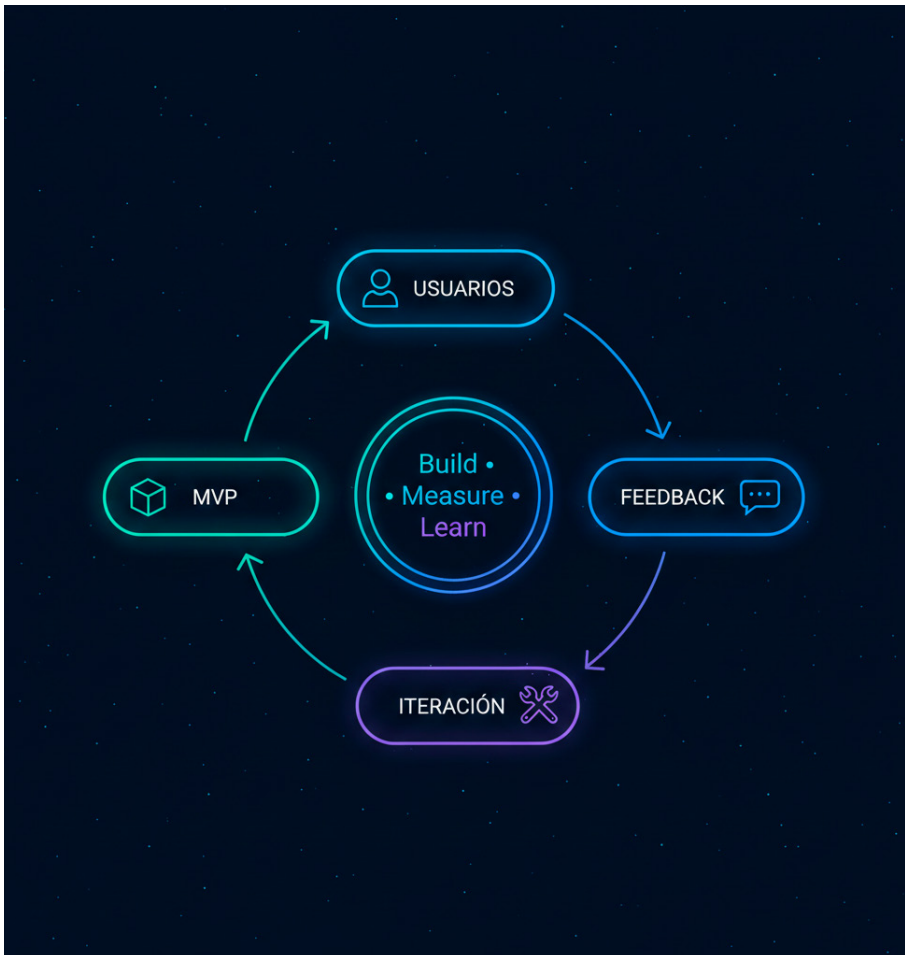 USUARIOS
Build •
• Measure •
Learn
MVP
FEEDBACK
ITERACIÓN